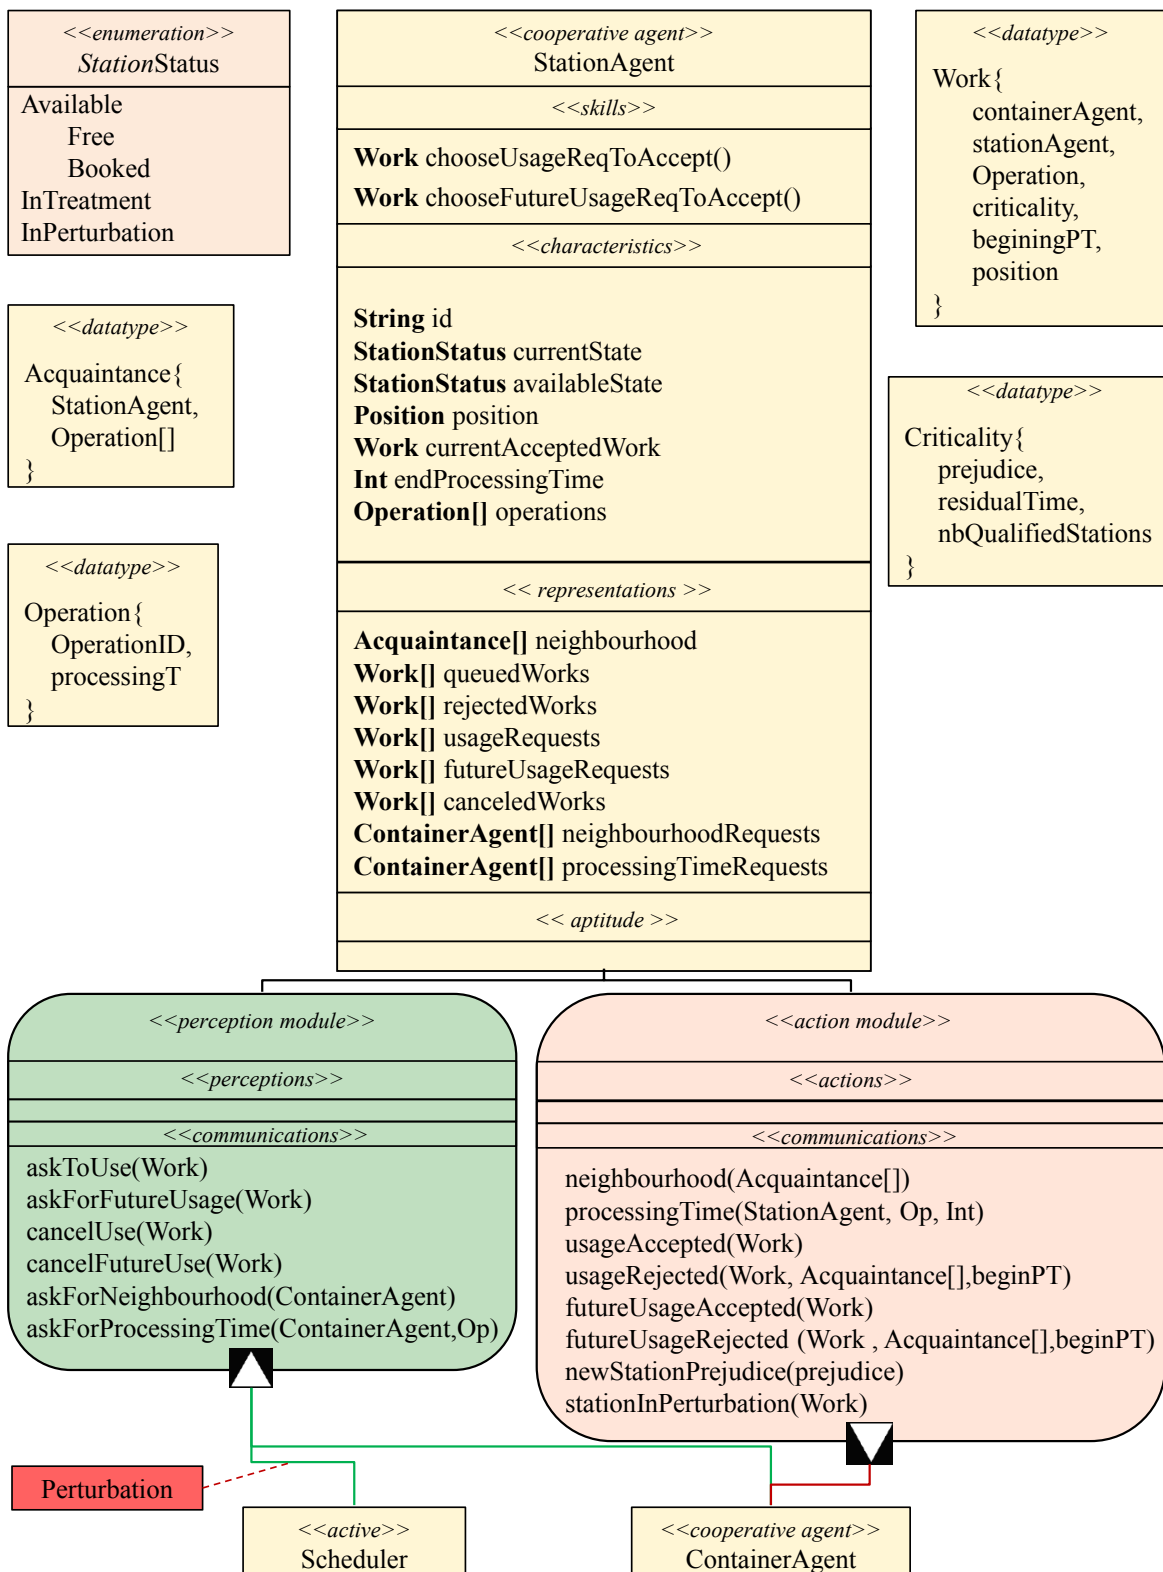 <<enumeration>>
StationStatus
Available
Free
Booked
InTreatment
InPerturbation
<<datatype>>
Acquaintance{
StationAgent,
Operation[]
}
<<datatype>>
Operation{
OperationID,
processingT
}
<<cooperative agent>>
StationAgent
<<skills>>
Work chooseUsageReqToAccept()
Work chooseFutureUsageReqToAccept()
<<characteristics>>
String id
StationStatus currentState
StationStatus availableState
Position position
Work currentAcceptedWork
Int endProcessingTime
Operation[] operations
<< representations >>
Acquaintance[] neighbourhood
Work[] queuedWorks
Work[] rejectedWorks
Work[] usageRequests
Work[] futureUsageRequests
Work[] canceledWorks
ContainerAgent[] neighbourhoodRequests
ContainerAgent[] processingTimeRequests
<< aptitude >>
<<datatype>>
Work{
containerAgent,
stationAgent,
Operation,
criticality,
beginingPT,
position
}
<<datatype>>
Criticality{
prejudice,
residualTime,
nbQualifiedStations
}
<<perception module>>
<<perceptions>>
<<communications>>
askToUse(Work)
askForFutureUsage(Work)
cancelUse(Work)
cancelFutureUse(Work)
askForNeighbourhood(ContainerAgent)
askForProcessingTime(ContainerAgent,Op)
<<action module>>
<<actions>>
<<communications>>
neighbourhood(Acquaintance[])
processingTime(StationAgent, Op, Int)
usageAccepted(Work)
usageRejected(Work, Acquaintance[],beginPT)
futureUsageAccepted(Work)
futureUsageRejected (Work , Acquaintance[],beginPT)
newStationPrejudice(prejudice)
stationInPerturbation(Work)
Perturbation
<<active>>
Scheduler
<<cooperative agent>>
ContainerAgent